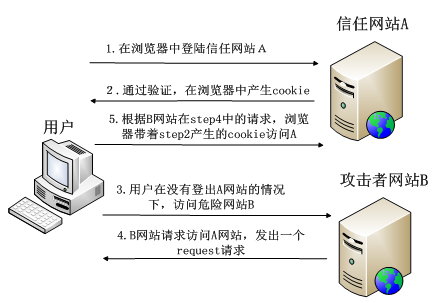 信任网站A
1.在浏览器中登陆信任网站A
2.通过验证，在浏览器中产生cookie
用户
5.根据B网站在step4中的请求，浏览
器带着step2产生的cookie访问A
攻击者网站B
3.用户在没有登出A网站的情况
下，访问危险网站B
4.B网站请求访问A网站，发出一个
request请求